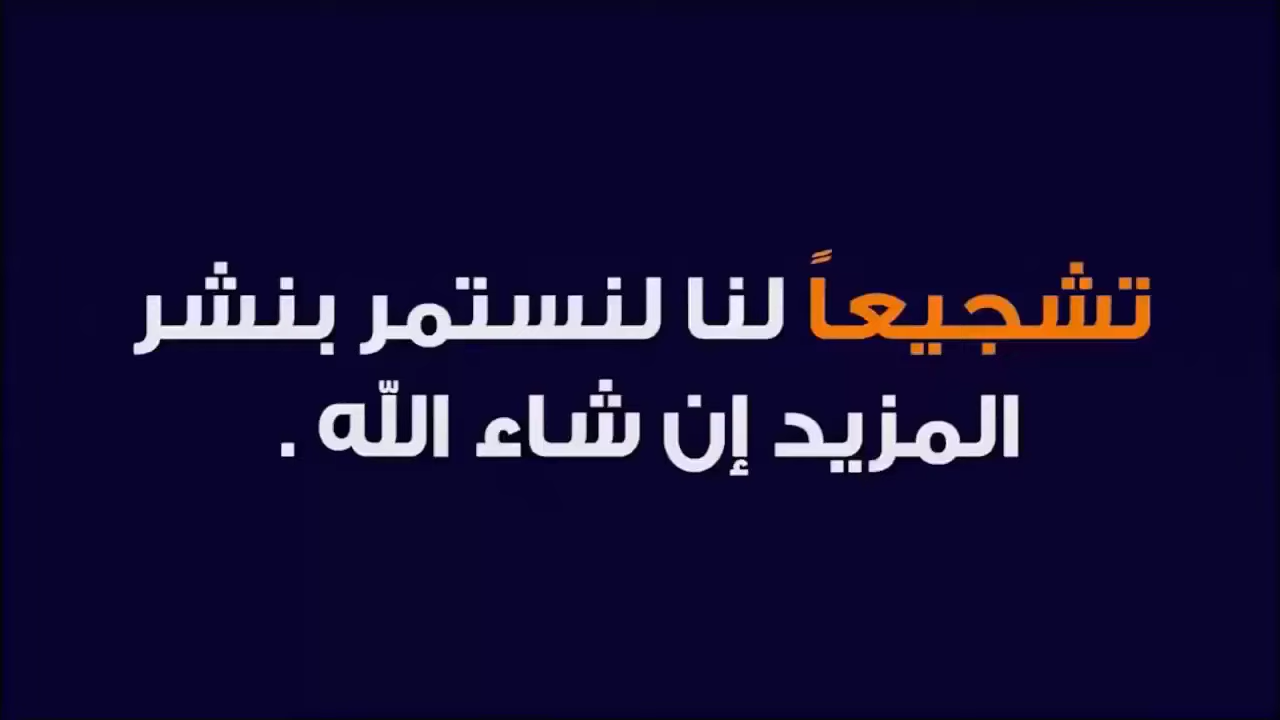 تشجيعاً لنا لنستمر بنشر
المزيد إن شاء الله .